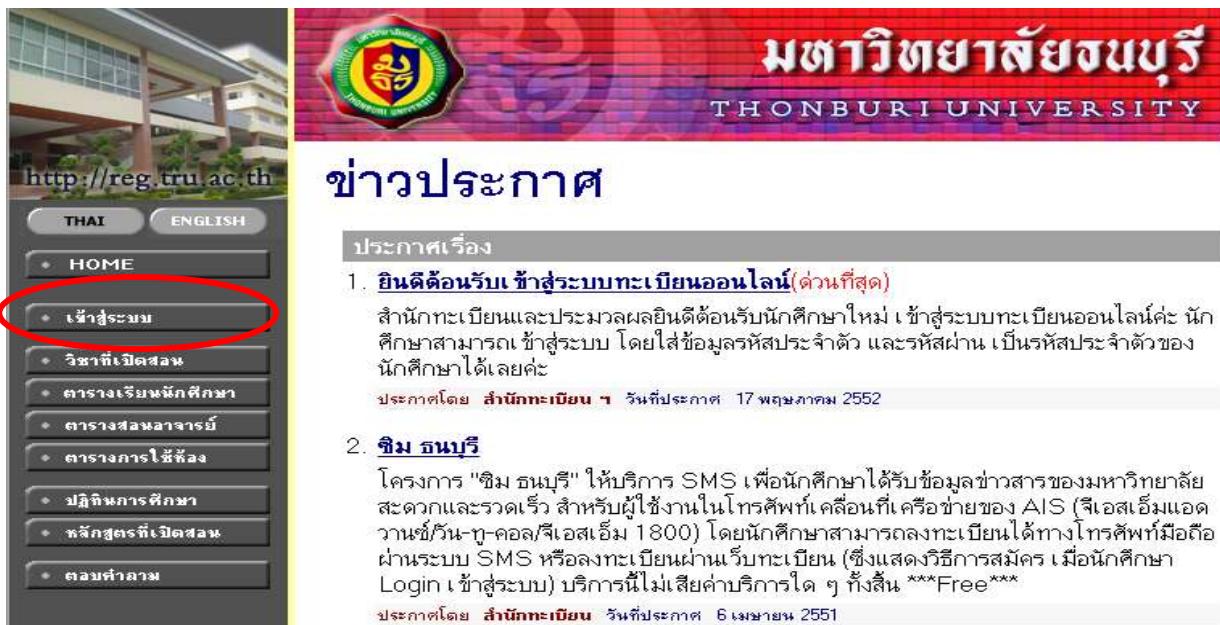 มหาวิทยาลัยธนบุรี
THONBURI UNIVERSITY
http://reg.tru.ac.th
THAI
ENGLISH
HOME
เข้าสู่ระบบ
วิชาที่เปิดสอน
ตารางเรียนนักศึกษา
ตารางสอนอาจารย์
ตารางการใช้ห้อง
ปฏิทินการศึกษา
หลักสูตรที่เปิดสอน
ตอบคำถาม
ข่าวประกาศ
ประกาศเรื่อง
1. ยินดีต้อนรับเข้าสู่ระบบทะเบียนออนไลน์(ด่วนที่สุด)
สำนักทะเบียนและประมวลผลยินดีต้อนรับนักศึกษาใหม่ เข้าสู่ระบบทะเบียนออนไลน์ค่ะ นัก
ศึกษาสามารถเข้าสู่ระบบ โดยใส่ข้อมูลรหัสประจำตัว และรหัสผ่าน เป็นรหัสประจำตัวของ
นักศึกษาได้เลยค่ะ
ประกาศโดย สำนักทะเบียน ฯ วันที่ประกาศ 17 พฤษภาคม 2552
2. ซิม ธนบุรี
โครงการ "ซิม ธนบุรี" ให้บริการ SMS เพื่อนักศึกษาได้รับข้อมูลข่าวสารของมหาวิทยาลัย
สะดวกและรวดเร็ว สำหรับผู้ใช้งานในโทรศัพท์เคลื่อนที่เครือข่ายของ AIS (จีเอสเอ็มแอด
วานซ์/วัน-ทู-คอล/จีเอสเอ็ม 1800) โดยนักศึกษาสามารถลงทะเบียนได้ทางโทรศัพท์มือถือ
ผ่านระบบ SMS หรือลงทะเบียนผ่านเว็บทะเบียน (ซึ่งแสดงวิธีการสมัคร เมื่อนักศึกษา
Login เข้าสู่ระบบ) บริการนี้ไม่เสียค่าบริการใด ๆ ทั้งสิ้น ***Free***
ประกาศโดย สำนักทะเบียน วันที่ประกาศ 6 เมษายน 2551